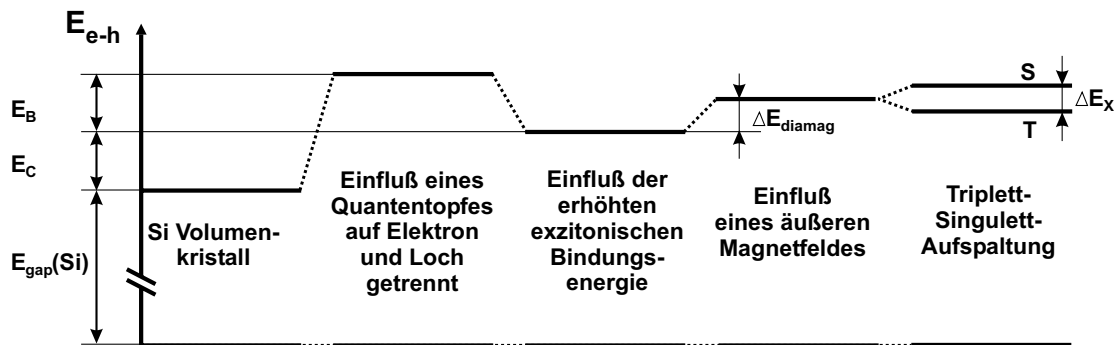 E_e-h
E_B
E_C
E_gap(Si)
Si Volumen-
kristall
Einfluß eines
Quantentopfes
auf Elektron
und Loch
getrennt
Einfluß der
erhöhten
exzitonischen
Bindungs-
energie
ΔE_diamag
Einfluß
eines äußeren
Magnetfeldes
S
ΔE_X
T
Triplett-
Singulett-
Aufspaltung